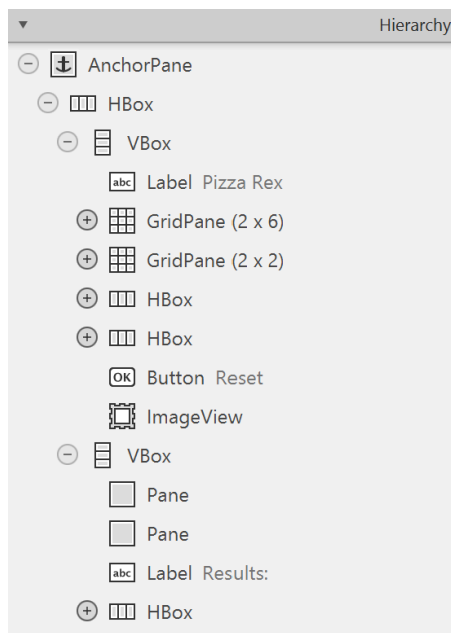 Hierarchy
AnchorPane
HBox
VBox
abc Label Pizza Rex
GridPane (2 x 6)
GridPane (2 x 2)
HBox
HBox
OK Button Reset
ImageView
VBox
Pane
Pane
abc Label Results:
HBox